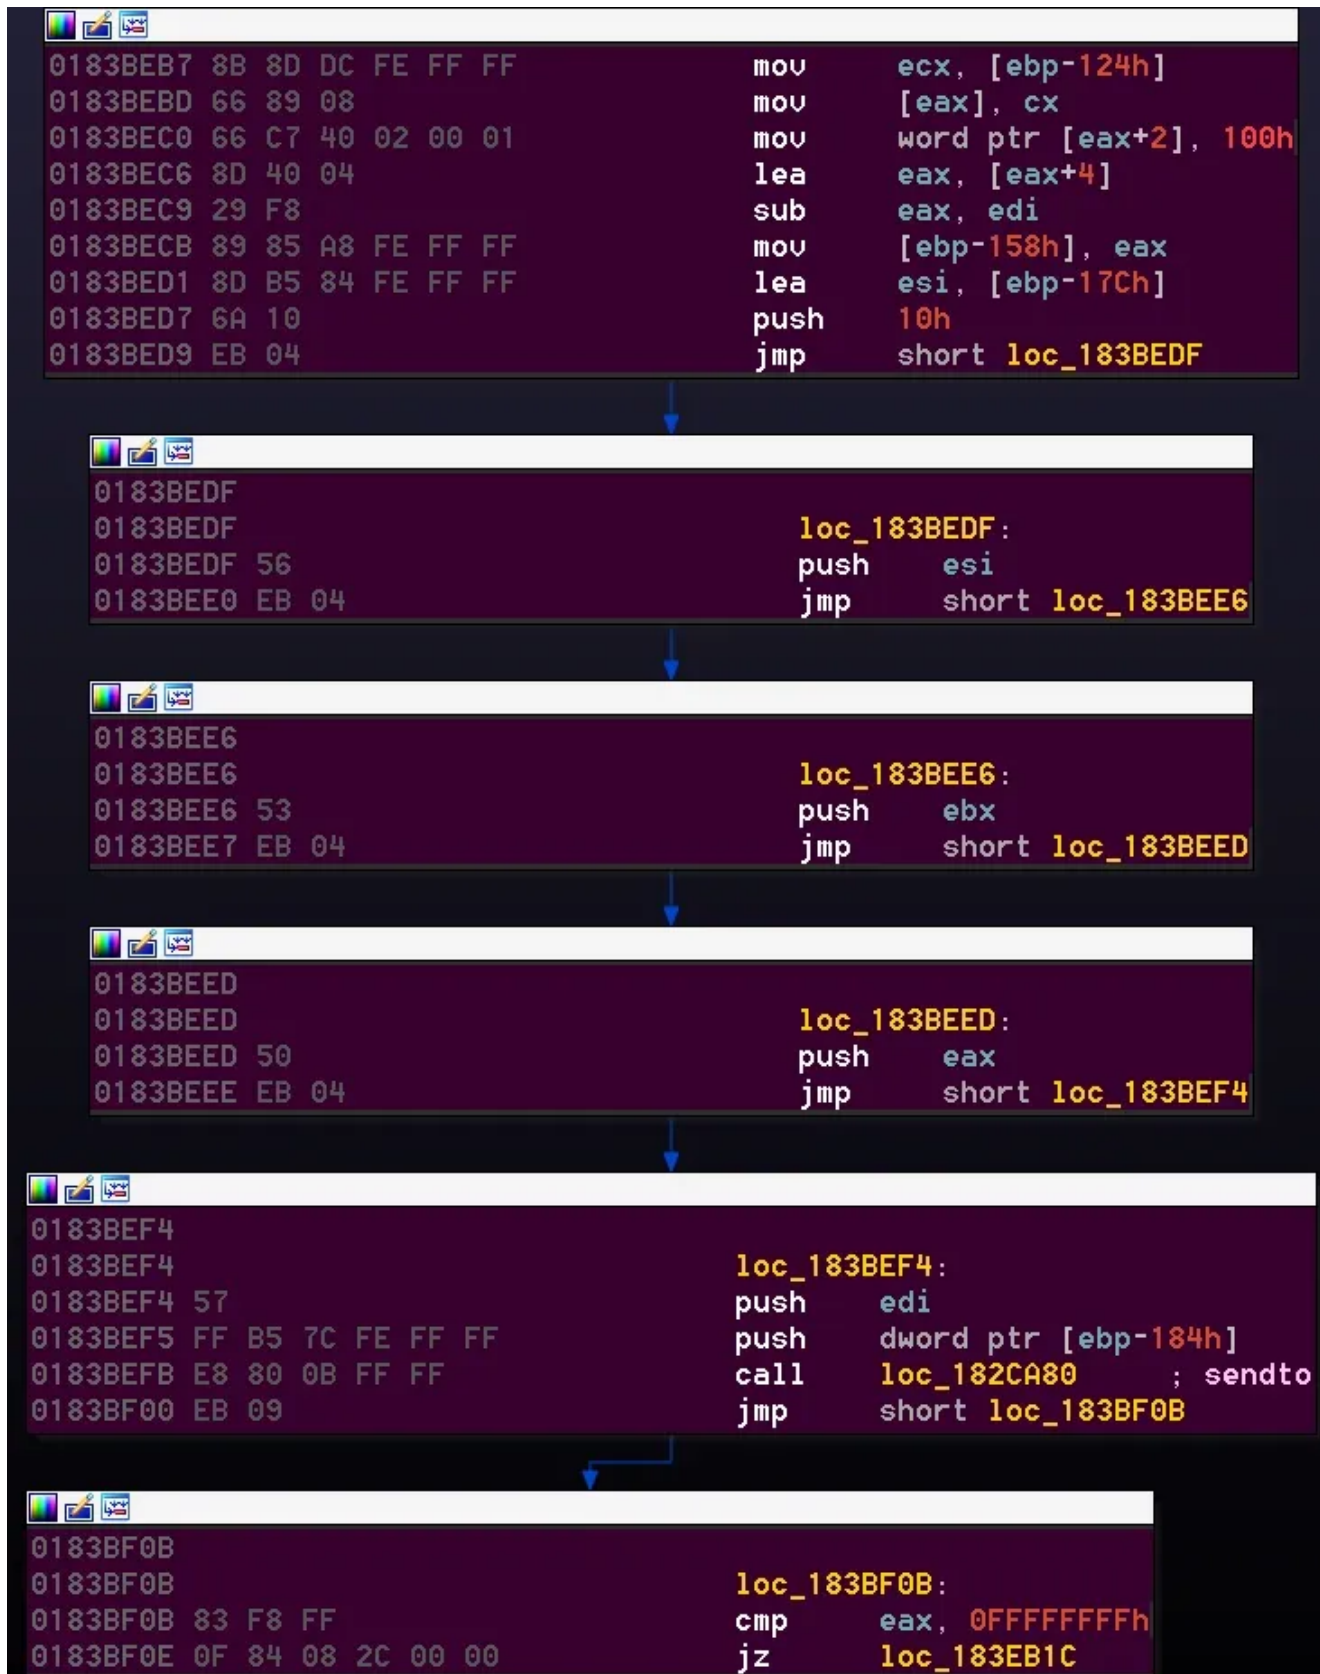 0183BEB7 8B 8D DC FE FF FF mov ecx, [ebp-124h]
0183BEBD 66 89 08 mov [eax], cx
0183BEC0 66 C7 40 02 00 01 mov word ptr [eax+2], 100h
0183BEC6 8D 40 04 lea eax, [eax+4]
0183BEC9 29 F8 sub eax, edi
0183BECB 89 85 A8 FE FF FF mov [ebp-158h], eax
0183BED1 8D B5 84 FE FF FF lea esi, [ebp-17Ch]
0183BED7 6A 10 push 10h
0183BED9 EB 04 jmp short loc_183BEDF
0183BEDF
0183BEDF loc_183BEDF:
0183BEDF 56 push esi
0183BEE0 EB 04 jmp short loc_183BEE6
0183BEE6
0183BEE6 loc_183BEE6:
0183BEE6 53 push ebx
0183BEE7 EB 04 jmp short loc_183BEED
0183BEED
0183BEED loc_183BEED:
0183BEED 50 push eax
0183BEEE EB 04 jmp short loc_183BEF4
0183BEF4
0183BEF4 loc_183BEF4:
0183BEF4 57 push edi
0183BEF5 FF B5 7C FE FF FF push dword ptr [ebp-184h]
0183BEFB E8 80 0B FF FF call loc_182CA80 ; sendto
0183BF00 EB 09 jmp short loc_183BF0B
0183BF0B
0183BF0B loc_183BF0B:
0183BF0B 83 F8 FF cmp eax, 0FFFFFFFFh
0183BF0E 0F 84 08 2C 00 00 jz loc_183EB1C